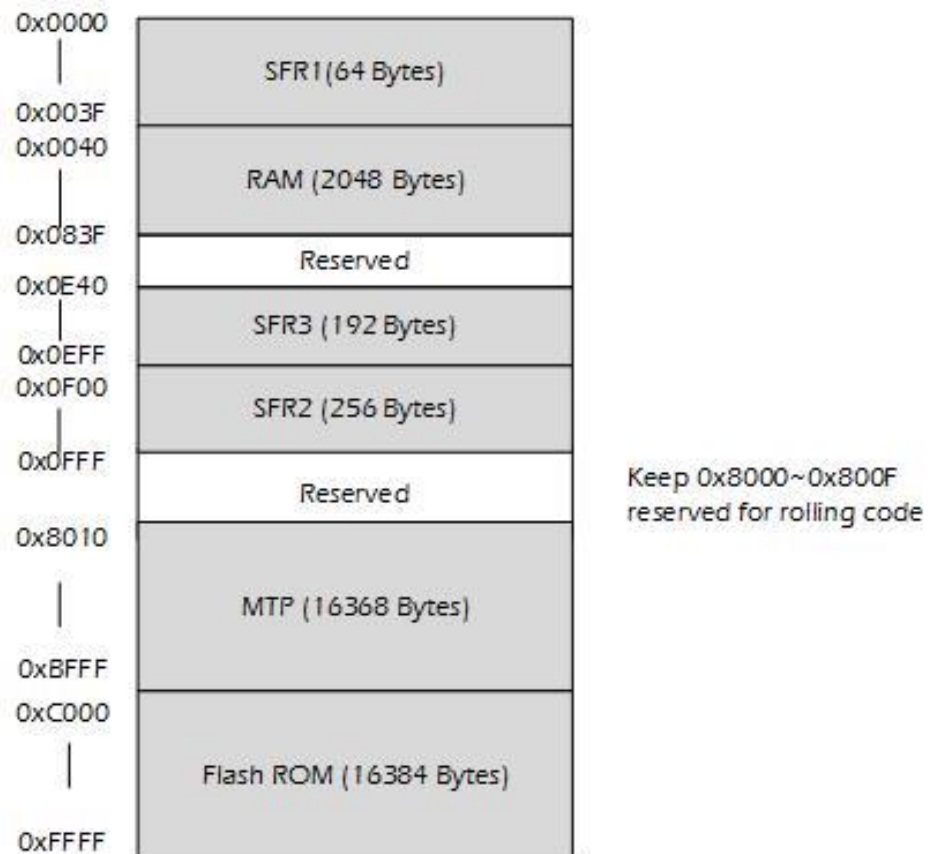 0x0000
SFR1(64 Bytes)
0x003F
0x0040
RAM (2048 Bytes)
0x083F
Reserved
0x0E40
SFR3 (192 Bytes)
0x0EFF
0x0F00
SFR2 (256 Bytes)
0x0FFF
Reserved
Keep 0x8000~0x800F
reserved for rolling code
0x8010
MTP (16368 Bytes)
0xBFFF
0xC000
Flash ROM (16384 Bytes)
0xFFFF